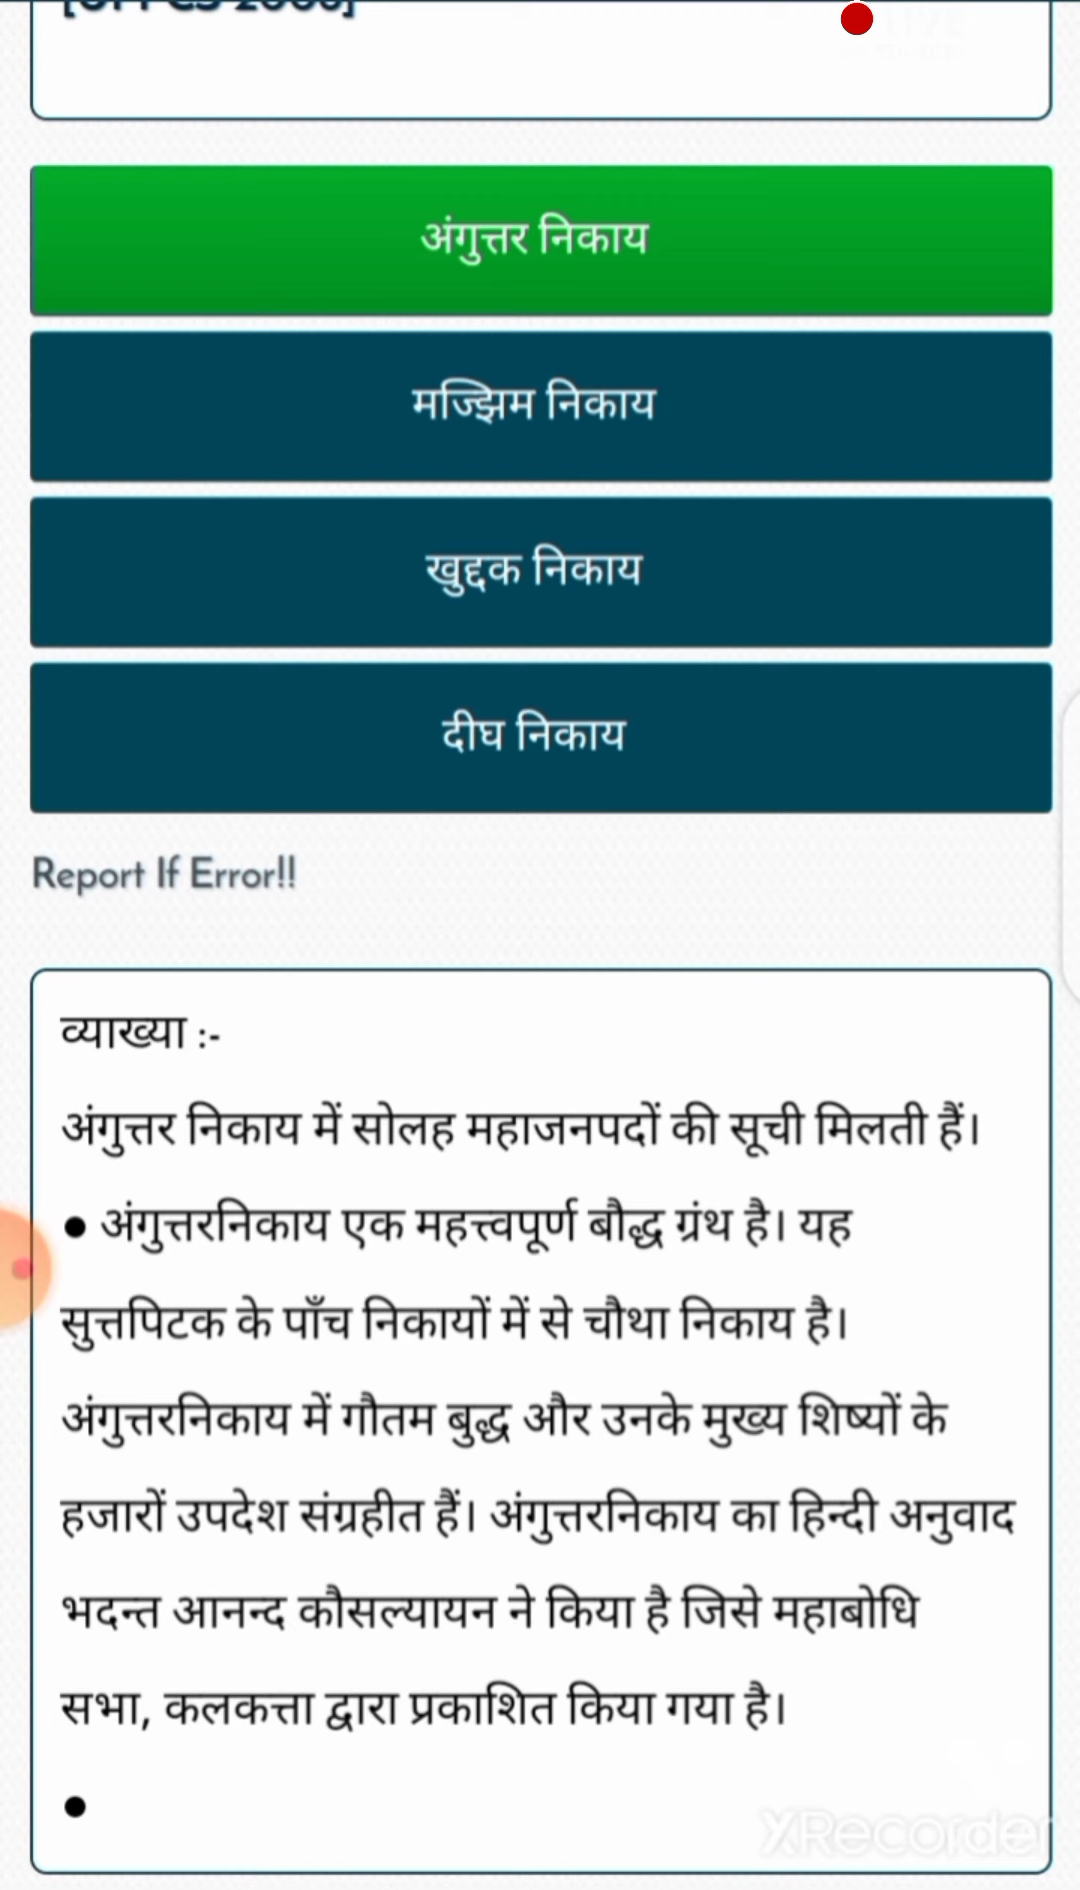 अंगुत्तर निकाय
मज्झिम निकाय
खुद्दक निकाय
दीघ निकाय
Report If Error!!
व्याख्या :-
अंगुत्तर निकाय में सोलह महाजनपदों की सूची मिलती हैं।
● अंगुत्तरनिकाय एक महत्त्वपूर्ण बौद्ध ग्रंथ है। यह
सुत्तपिटक के पाँच निकायों में से चौथा निकाय है।
अंगुत्तरनिकाय में गौतम बुद्ध और उनके मुख्य शिष्यों के
हजारों उपदेश संग्रहीत हैं। अंगुत्तरनिकाय का हिन्दी अनुवाद
भदन्त आनन्द कौसल्यायन ने किया है जिसे महाबोधि
सभा, कलकत्ता द्वारा प्रकाशित किया गया है।
●
XRecorder